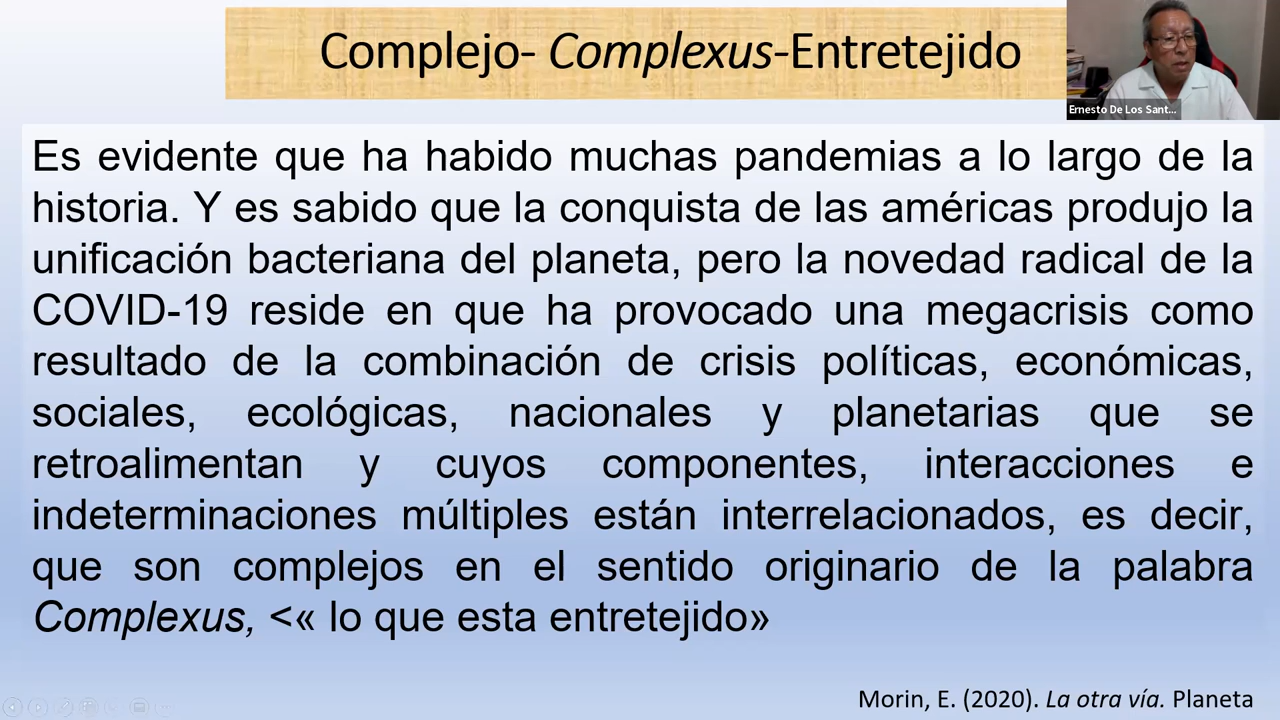 Complejo- Complexus-Entretejido
Ernesto De Los Sant...
Es evidente que ha habido muchas pandemias a lo largo de la
historia. Y es sabido que la conquista de las américas produjo la
unificación bacteriana del planeta, pero la novedad radical de la
COVID-19 reside en que ha provocado una megacrisis como
resultado de la combinación de crisis políticas, económicas,
sociales, ecológicas, nacionales y planetarias que se
retroalimentan y cuyos componentes, interacciones e
indeterminaciones múltiples están interrelacionados, es decir,
que son complejos en el sentido originario de la palabra
Complexus, <« lo que esta entretejido»
Morin, E. (2020). La otra vía. Planeta